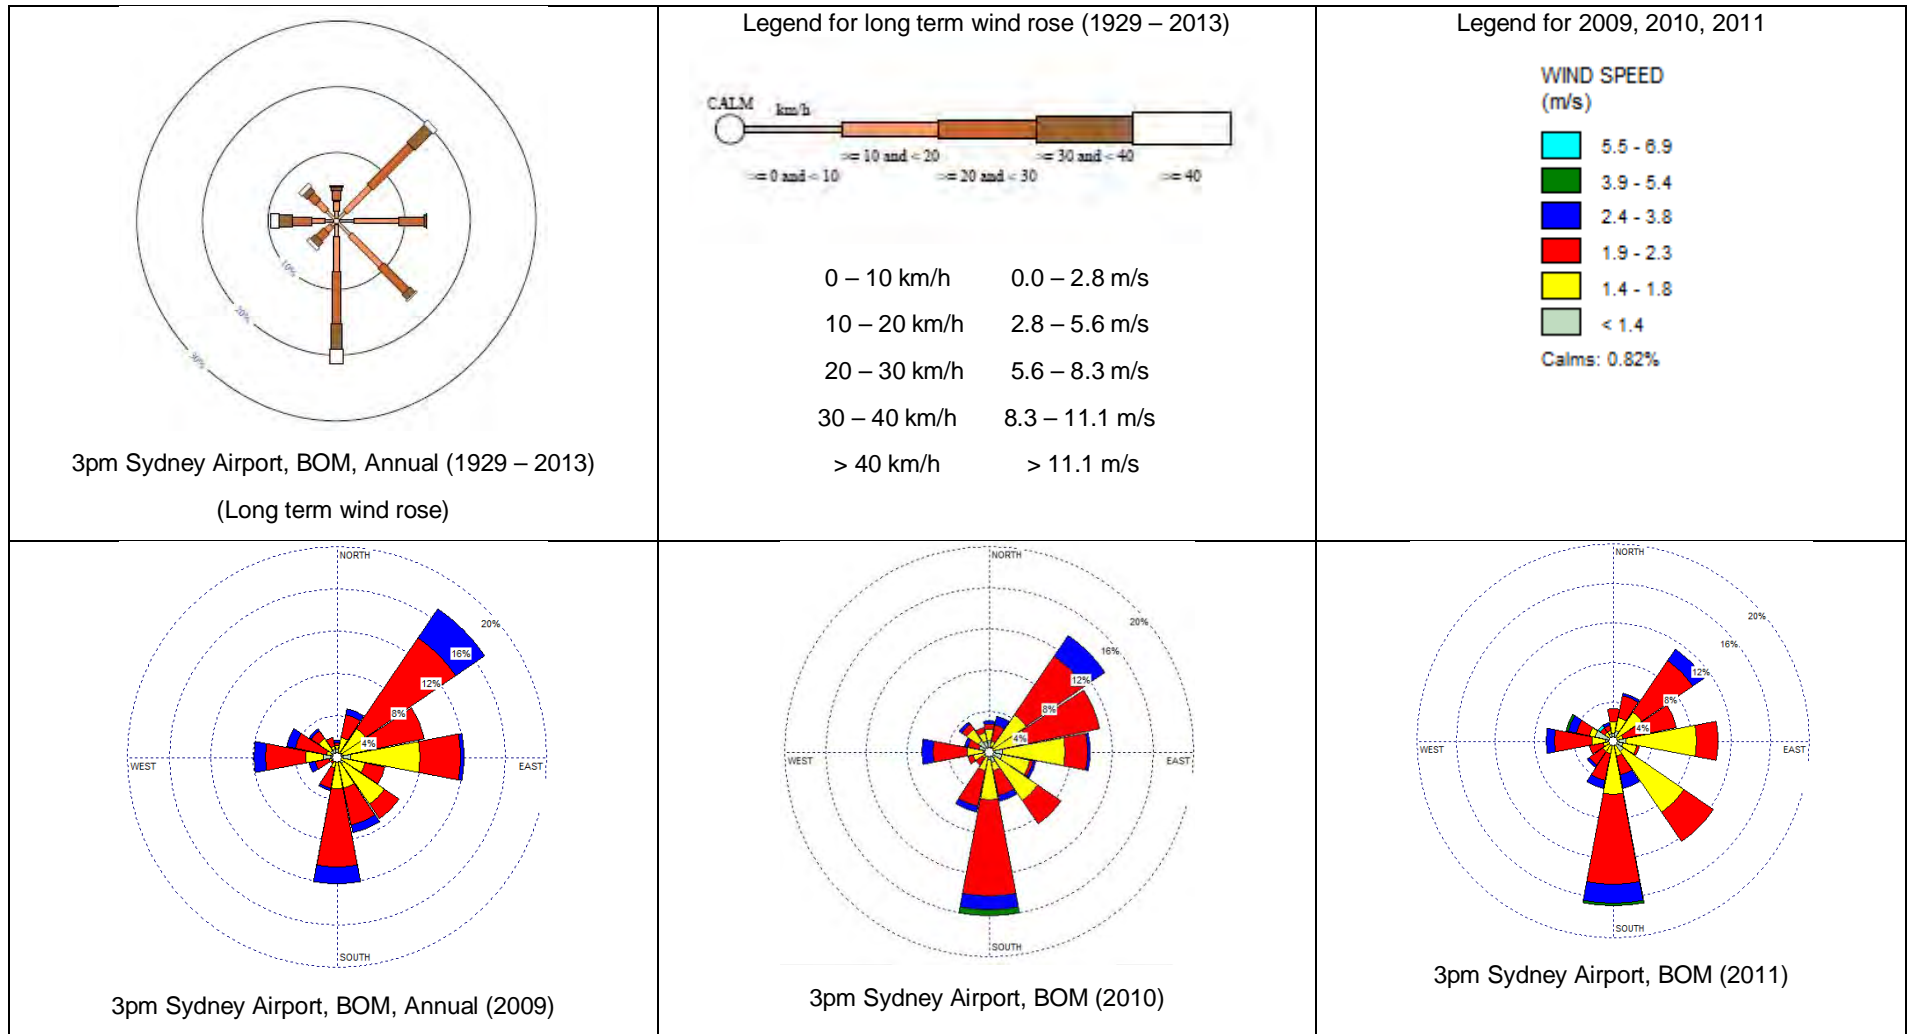 10%
20%
30%
3pm Sydney Airport, BOM, Annual (1929 – 2013)
(Long term wind rose)
Legend for long term wind rose (1929 – 2013)
CALM
km/h
>= 10 and < 20
>= 30 and < 40
>= 0 and < 10
>= 20 and < 30
>= 40
0 – 10 km/h 0.0 – 2.8 m/s
10 – 20 km/h 2.8 – 5.6 m/s
20 – 30 km/h 5.6 – 8.3 m/s
30 – 40 km/h 8.3 – 11.1 m/s
> 40 km/h > 11.1 m/s
Legend for 2009, 2010, 2011
WIND SPEED
(m/s)
5.5 - 6.9
3.9 - 5.4
2.4 - 3.8
1.9 - 2.3
1.4 - 1.8
< 1.4
Calms: 0.82%
NORTH
20%
16%
12%
8%
4%
WEST
EAST
SOUTH
3pm Sydney Airport, BOM, Annual (2009)
NORTH
20%
16%
12%
8%
4%
WEST
EAST
SOUTH
3pm Sydney Airport, BOM (2010)
NORTH
20%
16%
12%
8%
4%
WEST
EAST
SOUTH
3pm Sydney Airport, BOM (2011)